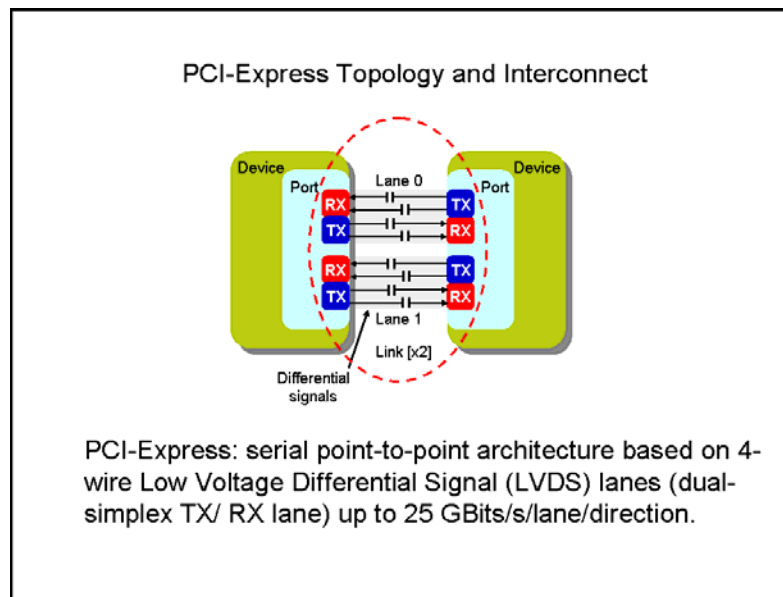 PCI-Express Topology and Interconnect
Device
Device
Port
Lane 0
Port
RX
TX
TX
RX
RX
TX
TX
RX
Lane 1
Link [x2]
Differential
signals
PCI-Express: serial point-to-point architecture based on 4-
wire Low Voltage Differential Signal (LVDS) lanes (dual-
simplex TX/ RX lane) up to 25 GBits/s/lane/direction.